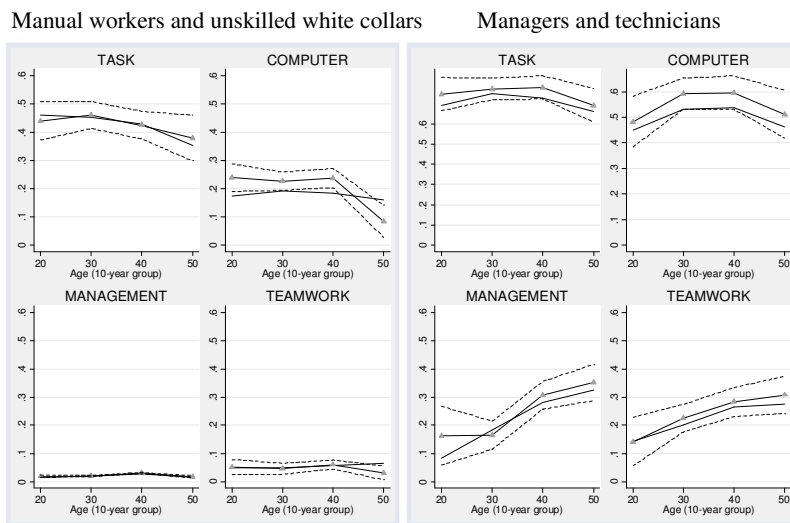 Manual workers and unskilled white collars
Managers and technicians
TASK
.6
.5
.4
.3
.2
.1
0
20 30 40 50
Age (10-year group)
COMPUTER
.6
.5
.4
.3
.2
.1
0
20 30 40 50
Age (10-year group)
TASK
.6
.5
.4
.3
.2
.1
0
20 30 40 50
Age (10-year group)
COMPUTER
.6
.5
.4
.3
.2
.1
0
20 30 40 50
Age (10-year group)
MANAGEMENT
.6
.5
.4
.3
.2
.1
0
20 30 40 50
Age (10-year group)
TEAMWORK
.6
.5
.4
.3
.2
.1
0
20 30 40 50
Age (10-year group)
MANAGEMENT
.6
.5
.4
.3
.2
.1
0
20 30 40 50
Age (10-year group)
TEAMWORK
.6
.5
.4
.3
.2
.1
0
20 30 40 50
Age (10-year group)